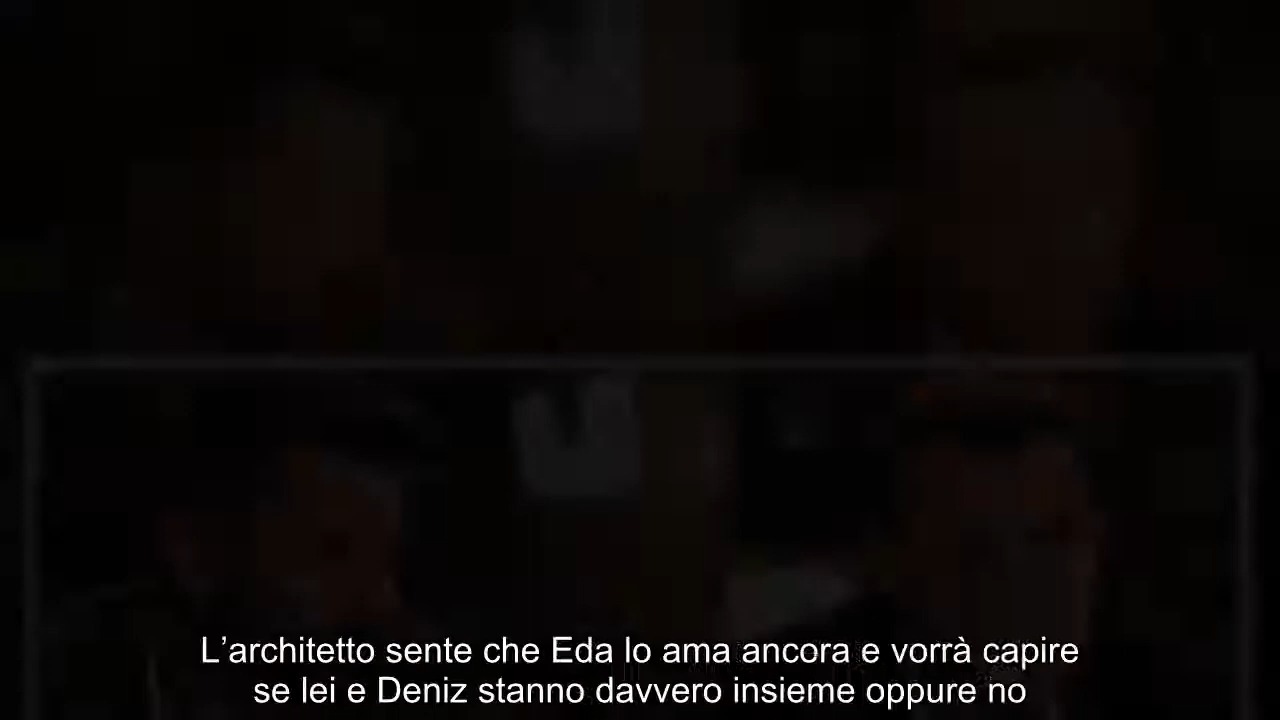 L’architetto sente che Eda lo ama ancora e vorrà capire
se lei e Deniz stanno davvero insieme oppure no